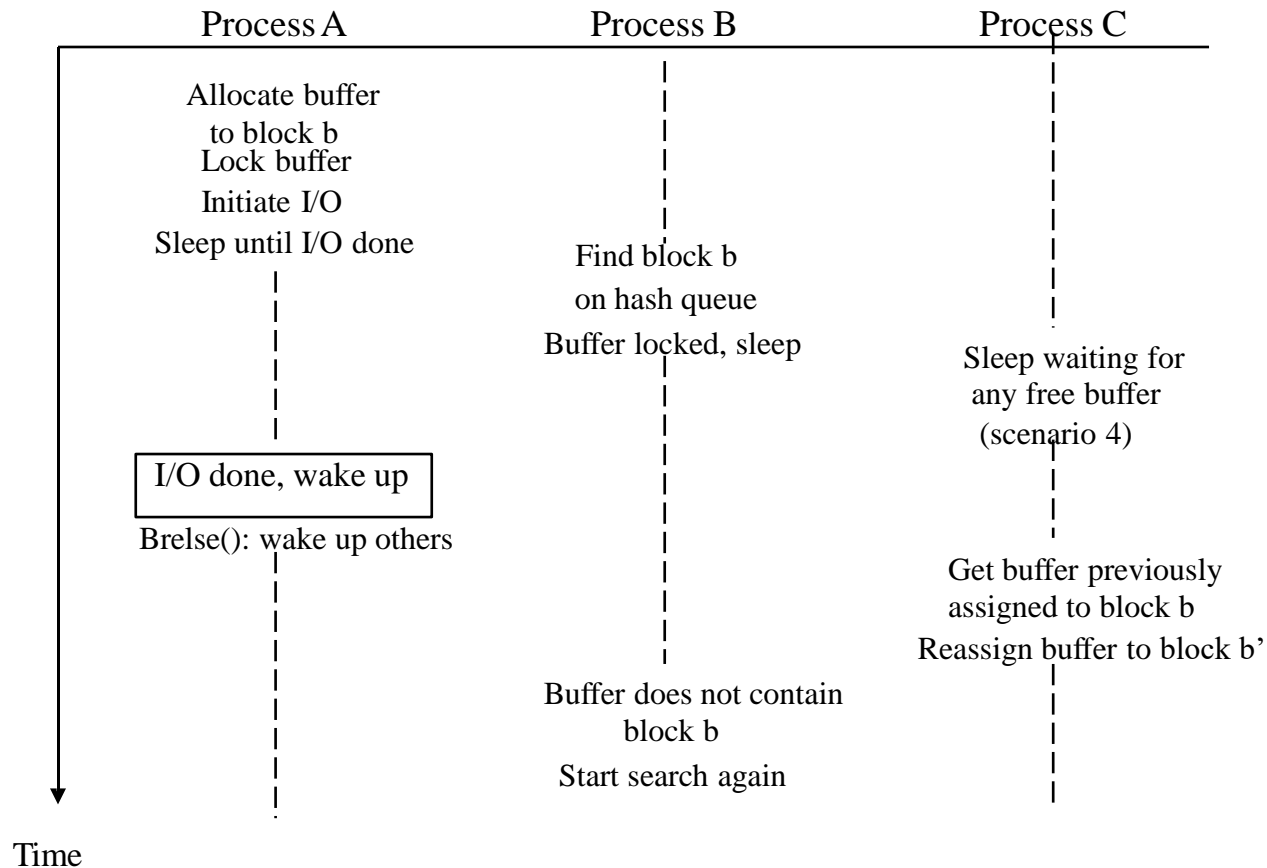 Process A
Process B
Process C
Allocate buffer
to block b
Lock buffer
Initiate I/O
Sleep until I/O done
Find block b
on hash queue
Buffer locked, sleep
Sleep waiting for
any free buffer
(scenario 4)
I/O done, wake up
Brelse(): wake up others
Get buffer previously
assigned to block b
Reassign buffer to block b’
Buffer does not contain
block b
Start search again
Time